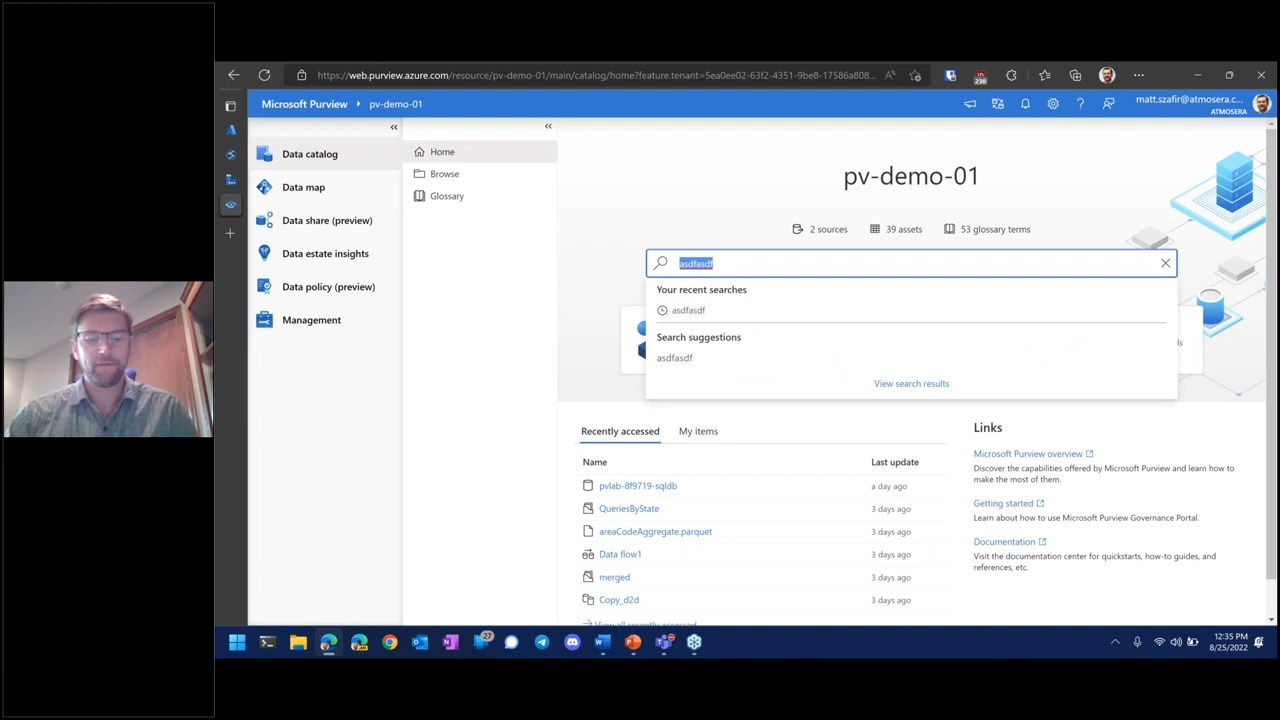 https://web.purview.azure.com/resource/pv-demo-01/main/catalog/home?feature.tenant=5ea0ee02-63f2-4351-9be8-17586a808...
230
Microsoft Purview
pv-demo-01
matt.szafir@atmosera.c...
ATMOSERA
Data catalog
Data map
Data share (preview)
Data estate insights
Data policy (preview)
Management
Home
Browse
Glossary
pv-demo-01
2 sources
39 assets
53 glossary terms
asdfasdf
Your recent searches
asdfasdf
Search suggestions
asdfasdf
View search results
Recently accessed
My items
Name
Last update
pvlab-8f9719-sqldb
a day ago
QueriesByState
3 days ago
areaCodeAggregate.parquet
3 days ago
Data flow1
3 days ago
merged
3 days ago
Copy_d2d
3 days ago
View all recently accessed
Links
Microsoft Purview overview
Discover the capabilities offered by Microsoft Purview and learn how to
make the most of them.
Getting started
Learn about how to use Microsoft Purview Governance Portal.
Documentation
Visit the documentation center for quickstarts, how-to guides, and
references, etc.
27
12:35 PM
8/25/2022